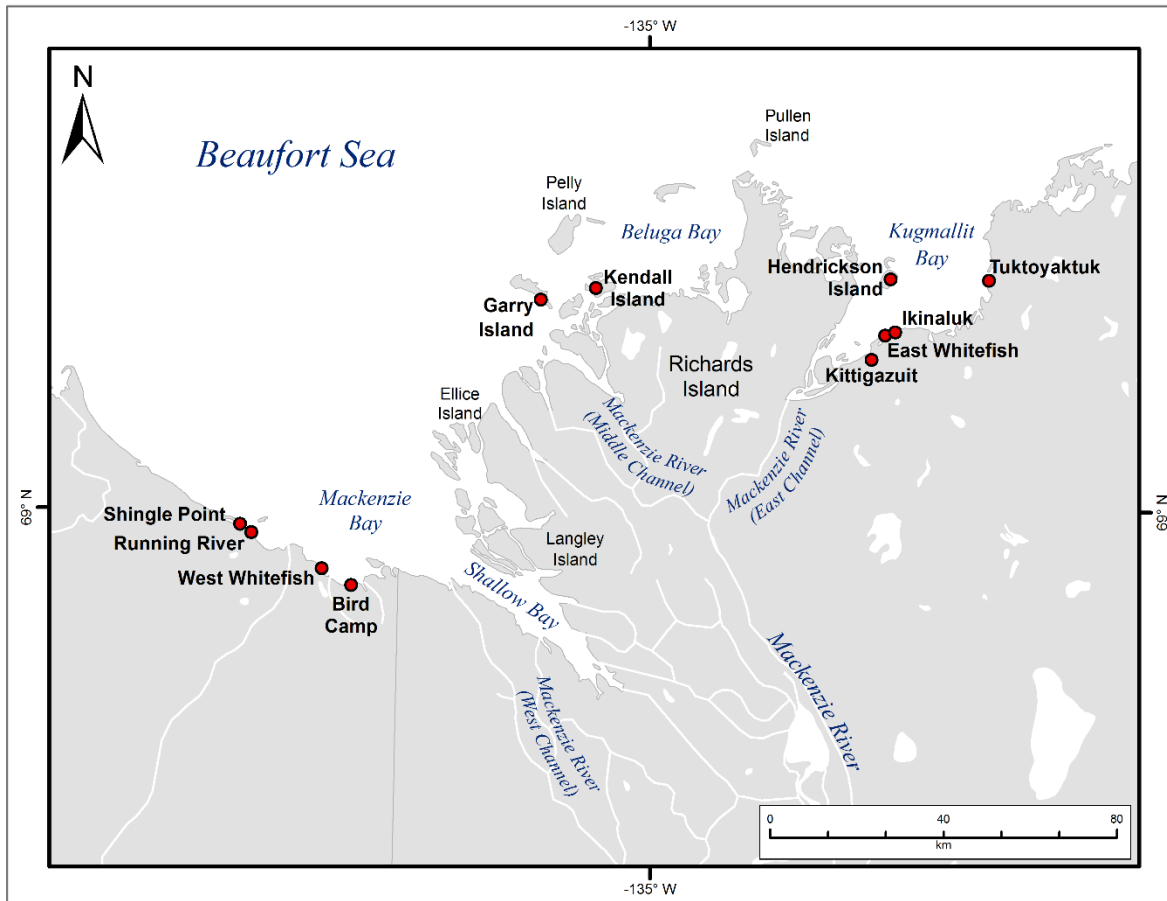 -135° W
N
Beaufort Sea
Pullen
Island
Pelly
Island
Beluga Bay
Kugmallit
Bay
Hendrickson
Island
Tuktoyaktuk
Kendall
Island
Garry
Island
Ikinaluk
East Whitefish
Kittigazuit
Richards
Island
Ellice
Island
Mackenzie River
(Middle Channel)
Mackenzie River
(East Channel)
69° N
69° N
Mackenzie
Bay
Shingle Point
Running River
West Whitefish
Bird
Camp
Langley
Island
Shallow Bay
Mackenzie River
Mackenzie River
(West Channel)
0 40 80
km
-135° W